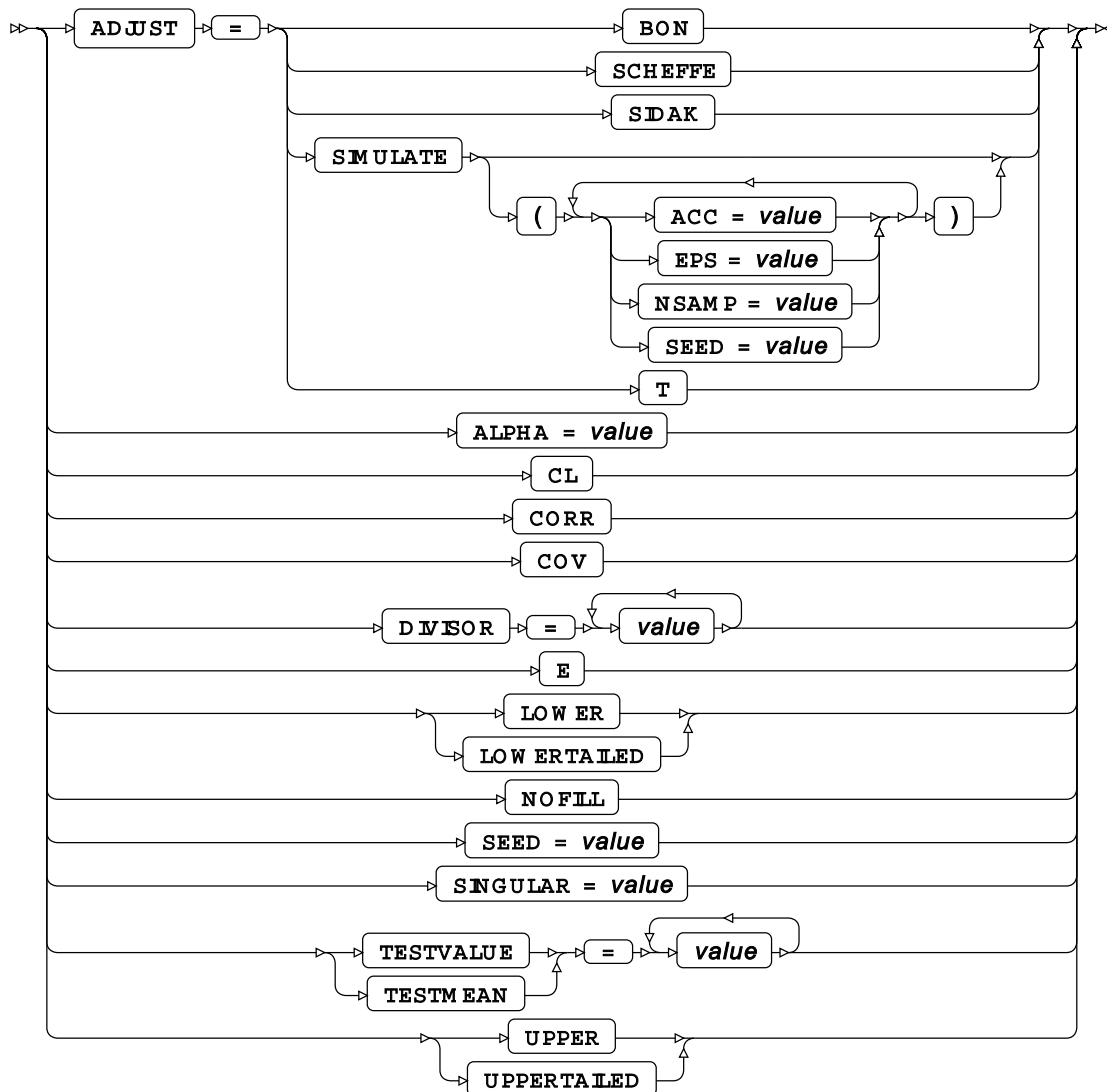 ADJUST = BON
SCHEFFE
SIDAK
SIMULATE
( ACC = value )
EPS = value
NSAMP = value
SEED = value
T
ALPHA = value
CL
CORR
COV
DIVISOR = value
E
LOWER
LOWERTAILED
NOFILL
SEED = value
SINGULAR = value
TESTVALUE = value
TESTMEAN
UPPER
UPPERTAILED